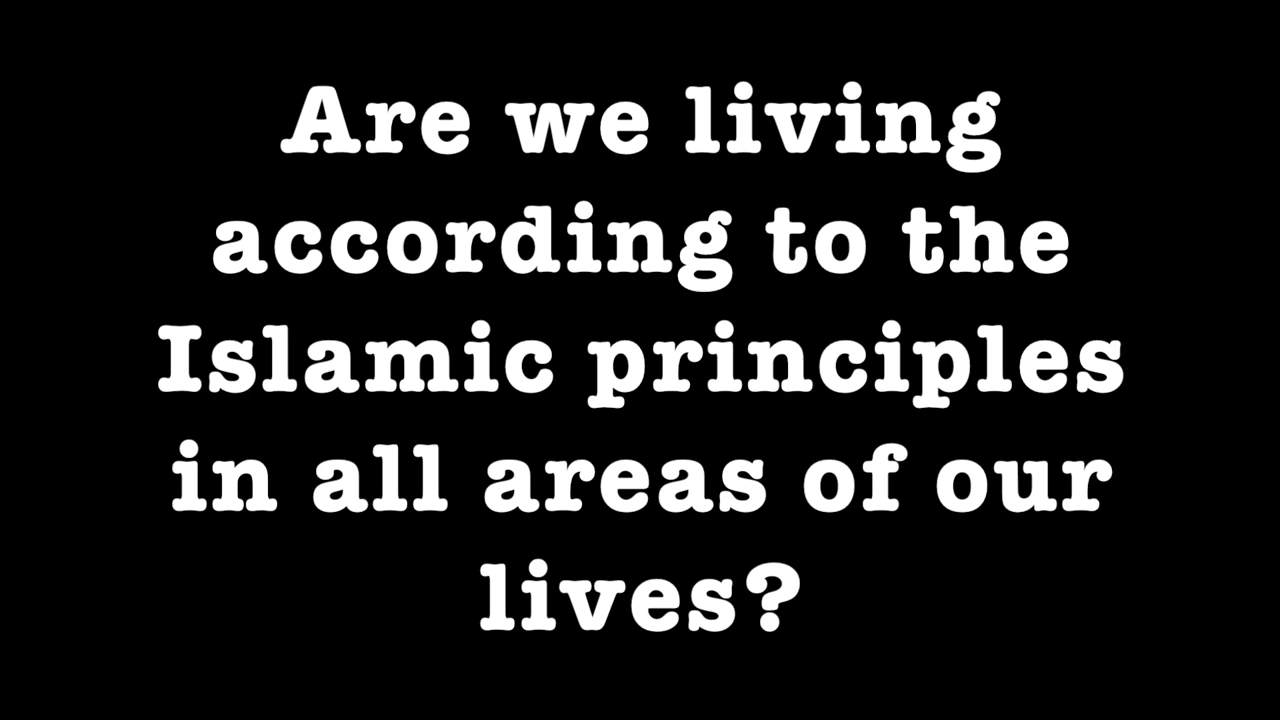 Are we living
according to the
Islamic principles
in all areas of our
lives?